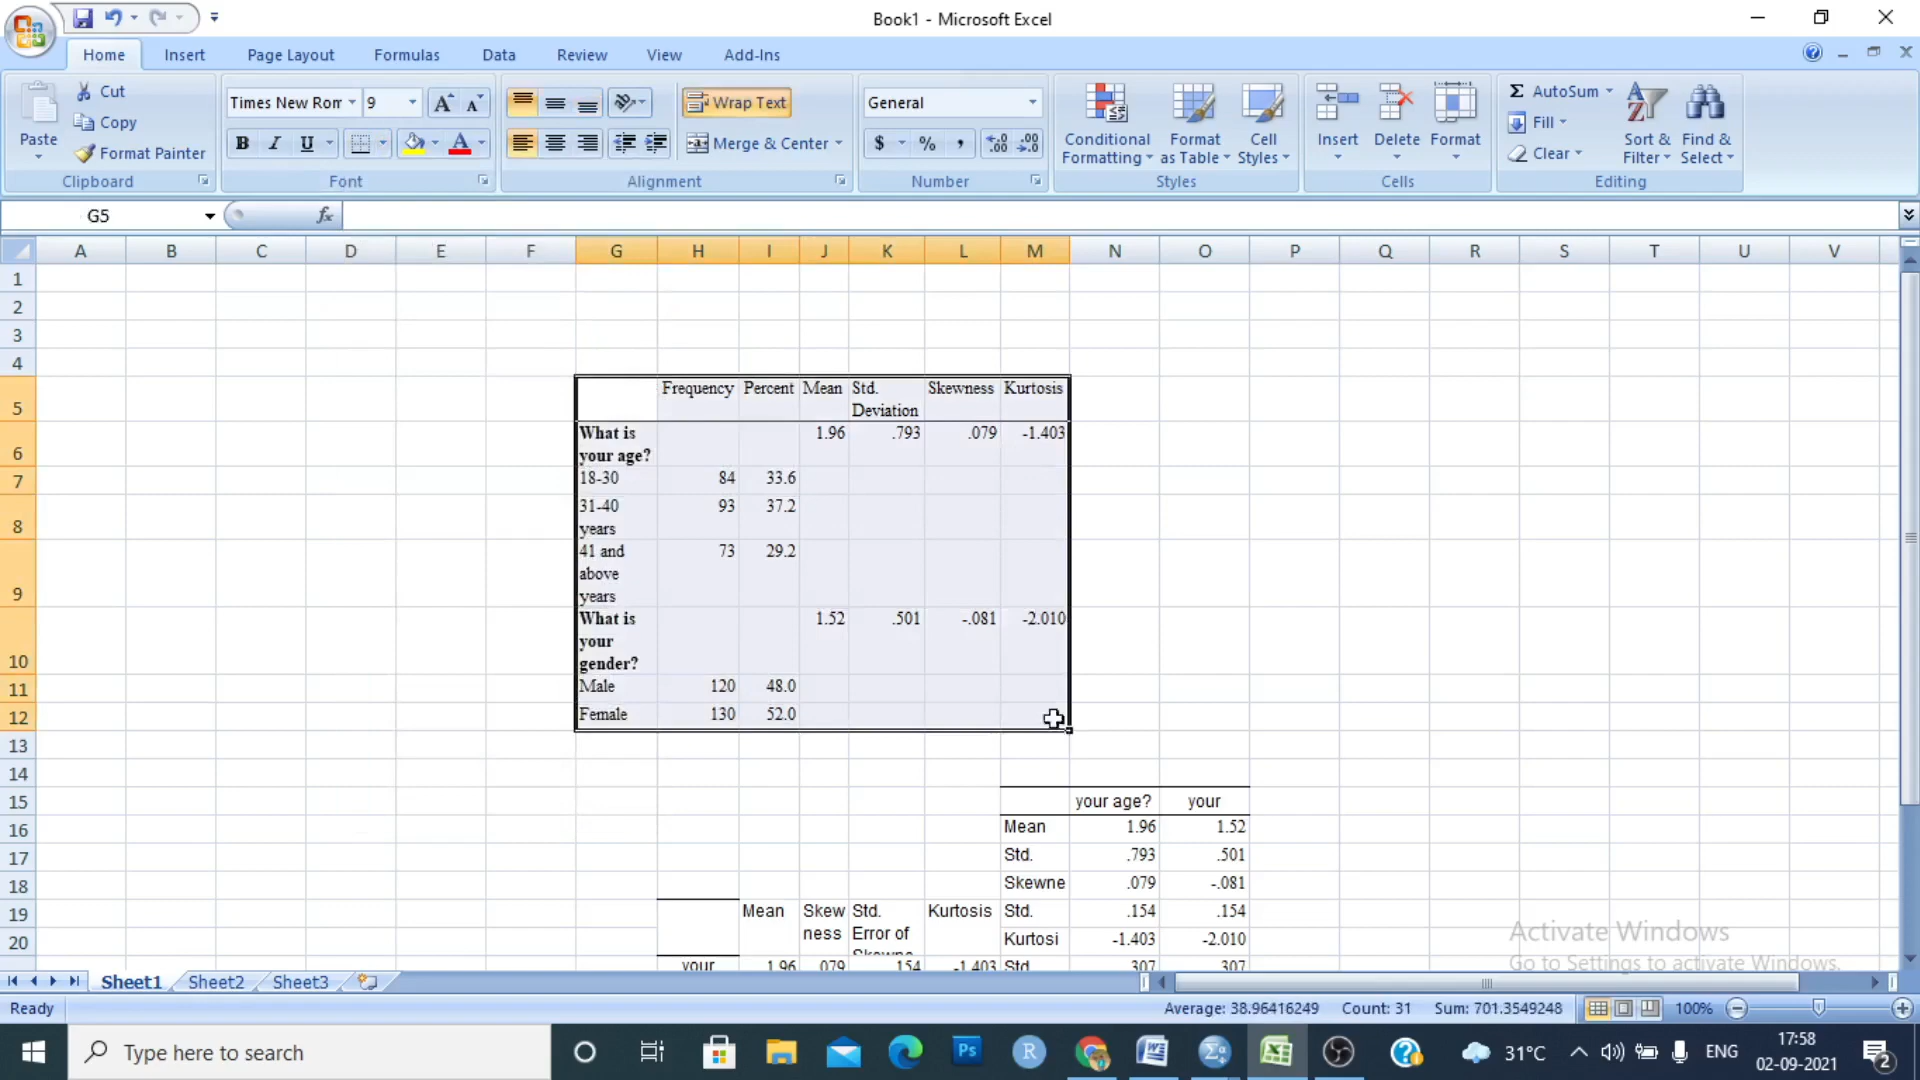 Book1 - Microsoft Excel
Home Insert Page Layout Formulas Data Review View Add-Ins
Paste
Cut
Copy
Format Painter
Clipboard
Times New Rom 9
B I U
Font
Wrap Text
Merge & Center
Alignment
General
$ % ,
Number
Conditional Formatting
Format as Table
Cell Styles
Styles
Insert Delete Format
Cells
Σ AutoSum
Fill
Clear
Sort & Filter
Find & Select
Editing
G5 fx
A B C D E F G H I J K L M N O P Q R S T U V
1
2
3
4
5 Frequency Percent Mean Std. Deviation Skewness Kurtosis
6 What is your age? 1.96 .793 .079 -1.403
7 18-30 84 33.6
8 31-40 years 93 37.2
9 41 and above years 73 29.2
10 What is your gender? 1.52 .501 -.081 -2.010
11 Male 120 48.0
12 Female 130 52.0
13
14
15 your age? your
16 Mean 1.96 1.52
17 Std. .793 .501
18 Skewne .079 -.081
19 Mean Skew ness Std. Error of Kurtosis Std. .154 .154
20 Kurtosi -1.403 -2.010
your 1.96 .079 .154 -1.403 Std. .307 .307
Activate Windows
Go to Settings to activate Windows.
Sheet1 Sheet2 Sheet3
Ready Average: 38.96416249 Count: 31 Sum: 701.3549248 100%
Type here to search
Ps
R
31°C ENG
17:58
02-09-2021
2